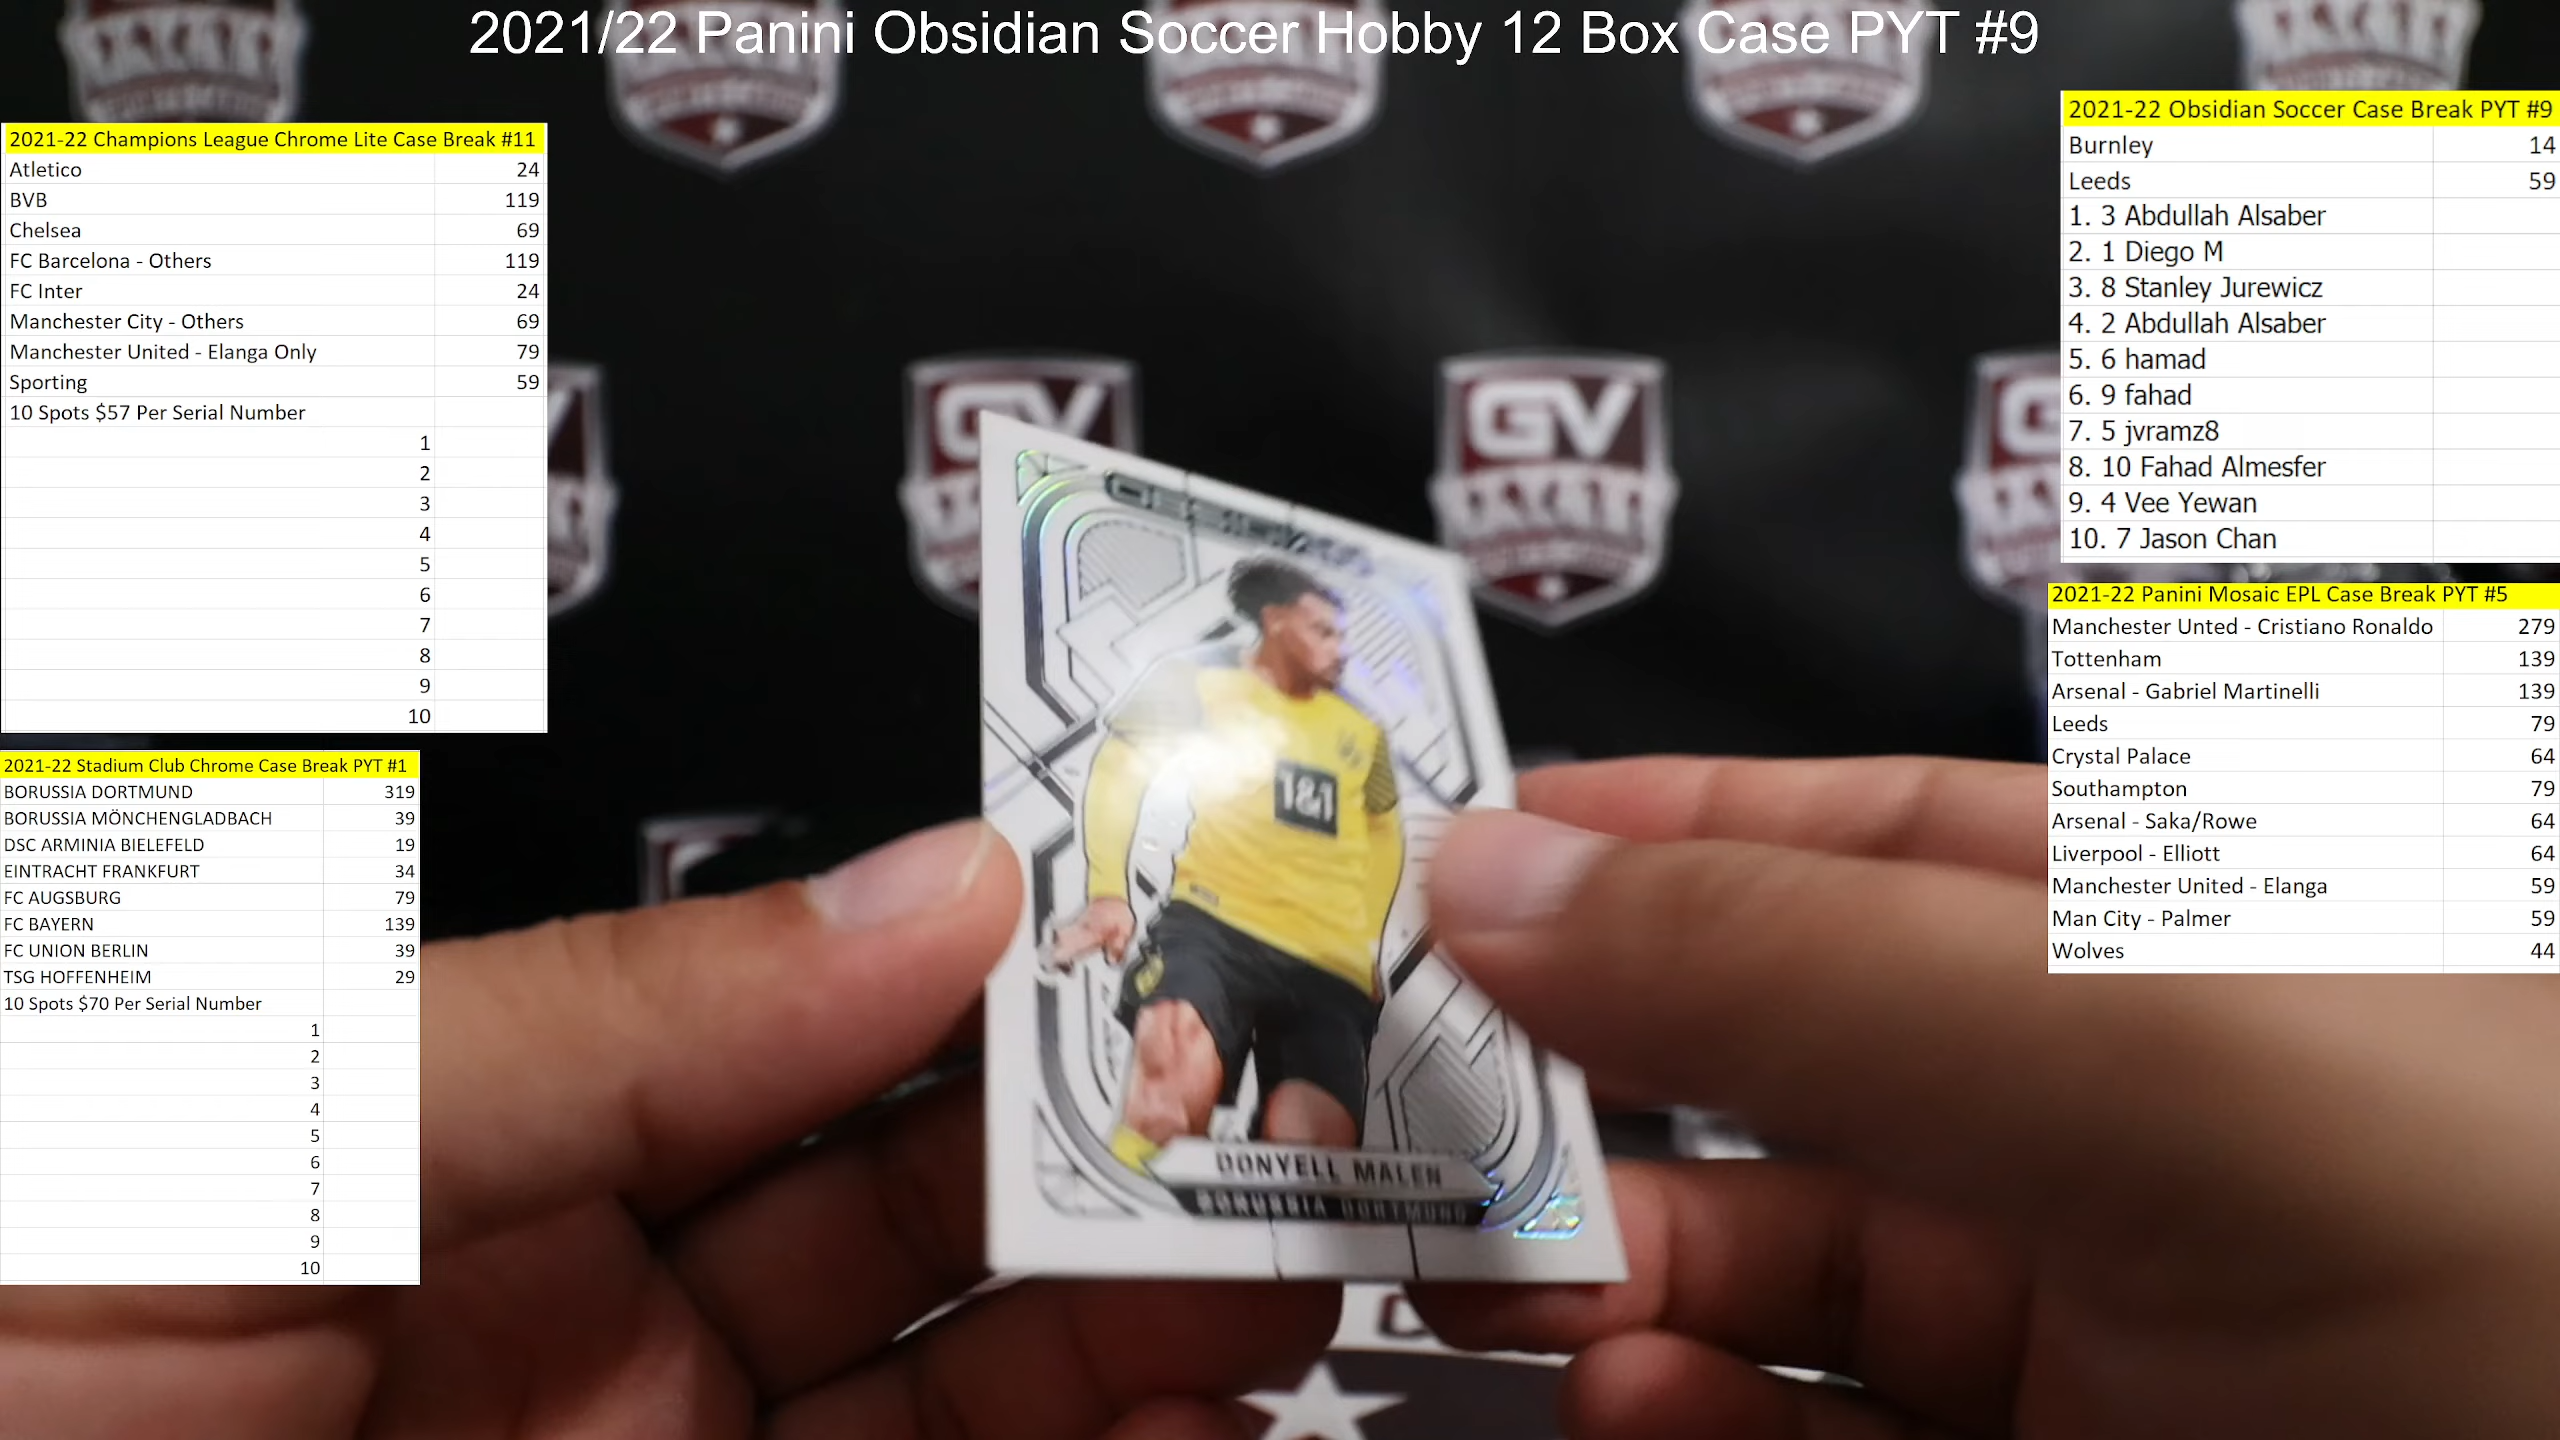 2021/22 Panini Obsidian Soccer Hobby 12 Box Case PYT #9
2021-22 Champions League Chrome Lite Case Break #11
Atletico 24
BVB 119
Chelsea 69
FC Barcelona - Others 119
FC Inter 24
Manchester City - Others 69
Manchester United - Elanga Only 79
Sporting 59
10 Spots $57 Per Serial Number
1
2
3
4
5
6
7
8
9
10
2021-22 Stadium Club Chrome Case Break PYT #1
BORUSSIA DORTMUND 319
BORUSSIA MÖNCHENGLADBACH 39
DSC ARMINIA BIELEFELD 19
EINTRACHT FRANKFURT 34
FC AUGSBURG 79
FC BAYERN 139
FC UNION BERLIN 39
TSG HOFFENHEIM 29
10 Spots $70 Per Serial Number
1
2
3
4
5
6
7
8
9
10
GV
GV
OBSIDIAN
1&1
DONYELL MALEN
BORUSSIA DORTMUND
2021-22 Obsidian Soccer Case Break PYT #9
Burnley 14
Leeds 59
1. 3 Abdullah Alsaber
2. 1 Diego M
3. 8 Stanley Jurewicz
4. 2 Abdullah Alsaber
5. 6 hamad
6. 9 fahad
7. 5 jvramz8
8. 10 Fahad Almesfer
9. 4 Vee Yewan
10. 7 Jason Chan
2021-22 Panini Mosaic EPL Case Break PYT #5
Manchester Unted - Cristiano Ronaldo 279
Tottenham 139
Arsenal - Gabriel Martinelli 139
Leeds 79
Crystal Palace 64
Southampton 79
Arsenal - Saka/Rowe 64
Liverpool - Elliott 64
Manchester United - Elanga 59
Man City - Palmer 59
Wolves 44